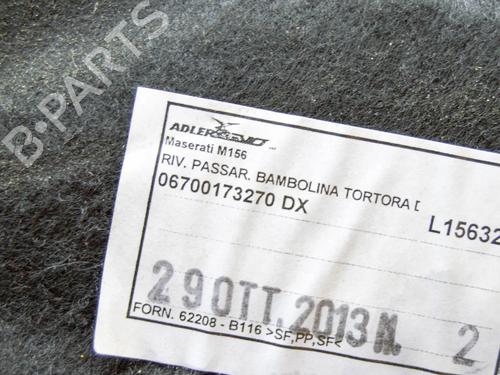 B-PARTS
ADLER EVO
Maserati M156
RIV. PASSAR. BAMBOLINA TORTORA D
06700173270 DX
L15632
29 OTT. 2013
2
FORN. 62208 - B116 >SF,PP,SF<